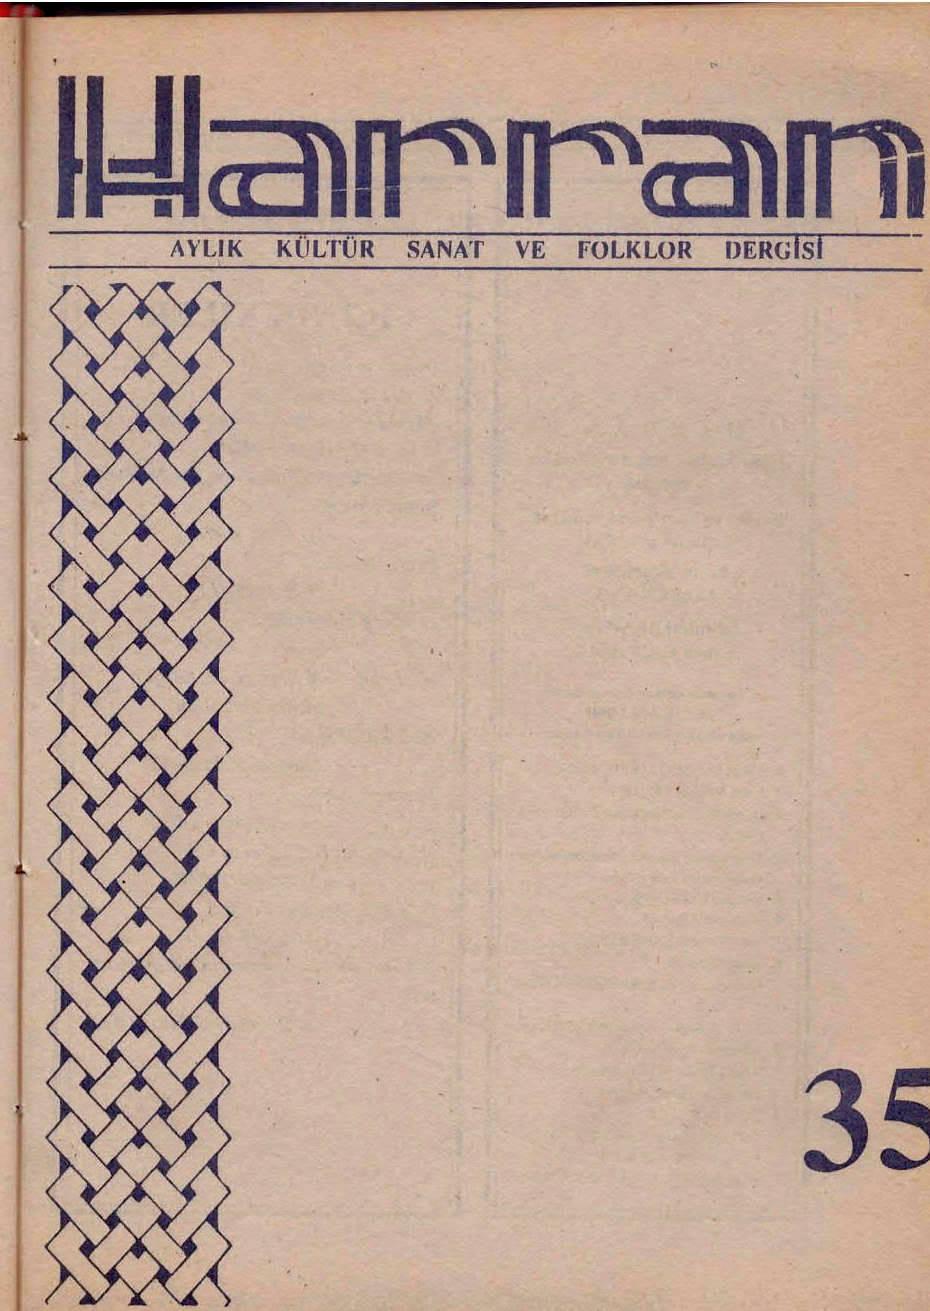 Harran
AYLIK KÜLTÜR SANAT VE FOLKLOR DERGİSİ
35